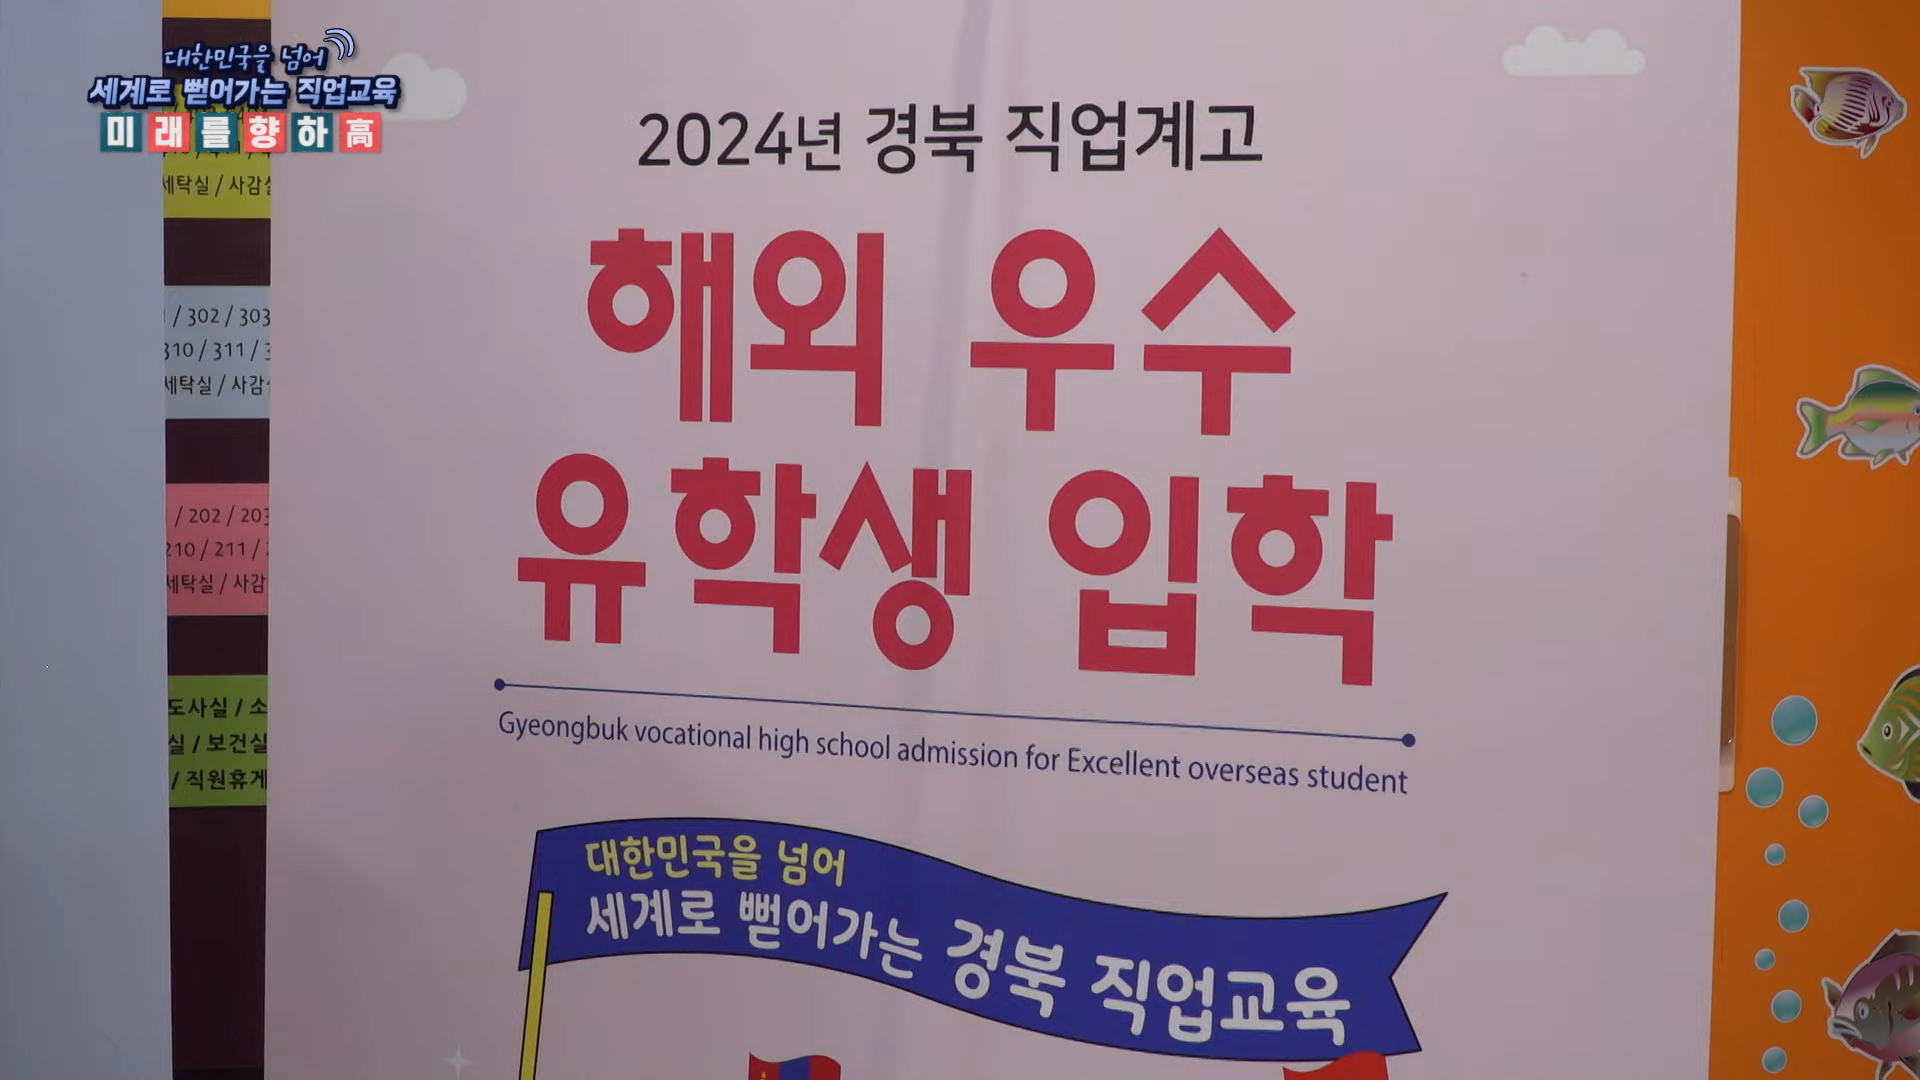 대한민국을 넘어
세계로 뻗어가는 직업교육
미래를향하高
2024년 경북 직업계고
해외 우수
유학생 입학
Gyeongbuk vocational high school admission for Excellent overseas student
대한민국을 넘어
세계로 뻗어가는 경북 직업교육
세탁실 / 사감실
/ 302 / 303
310 / 311 /
세탁실 / 사감
/ 202 / 203
210 / 211 /
세탁실 / 사감
도사실 / 소
실 / 보건실
/ 직원휴게